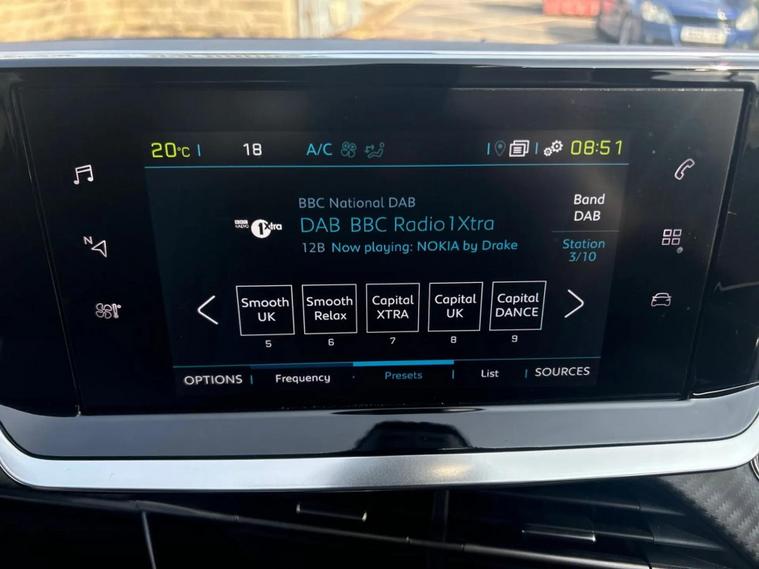 20°C 18 A/C 08:51
BBC National DAB
DAB BBC Radio1Xtra
12B Now playing: NOKIA by Drake
BBC
RADIO
1Xtra
Band
DAB
Station
3/10
N
Smooth
UK
Smooth
Relax
Capital
XTRA
Capital
UK
Capital
DANCE
5 6 7 8 9
OPTIONS Frequency Presets List SOURCES